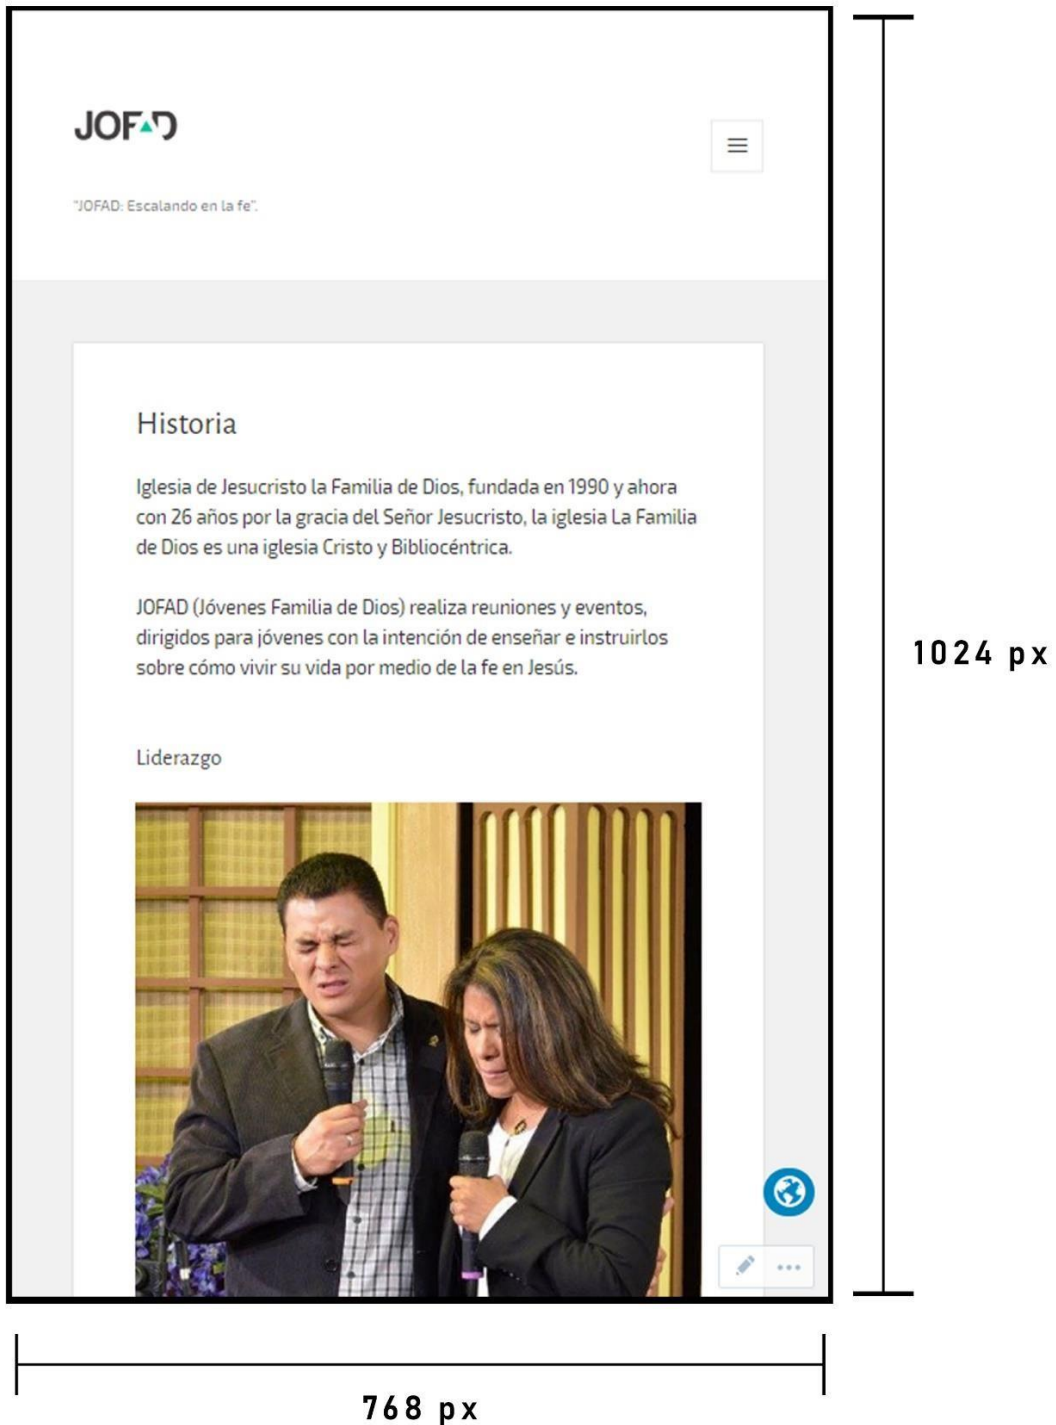 JOFAD
"JOFAD: Escalando en la fe".
Historia
Iglesia de Jesucristo la Familia de Dios, fundada en 1990 y ahora
con 26 años por la gracia del Señor Jesucristo, la iglesia La Familia
de Dios es una iglesia Cristo y Bibliocéntrica.
JOFAD (Jóvenes Familia de Dios) realiza reuniones y eventos,
dirigidos para jóvenes con la intención de enseñar e instruirlos
sobre cómo vivir su vida por medio de la fe en Jesús.
Liderazgo
1024 px
768 px